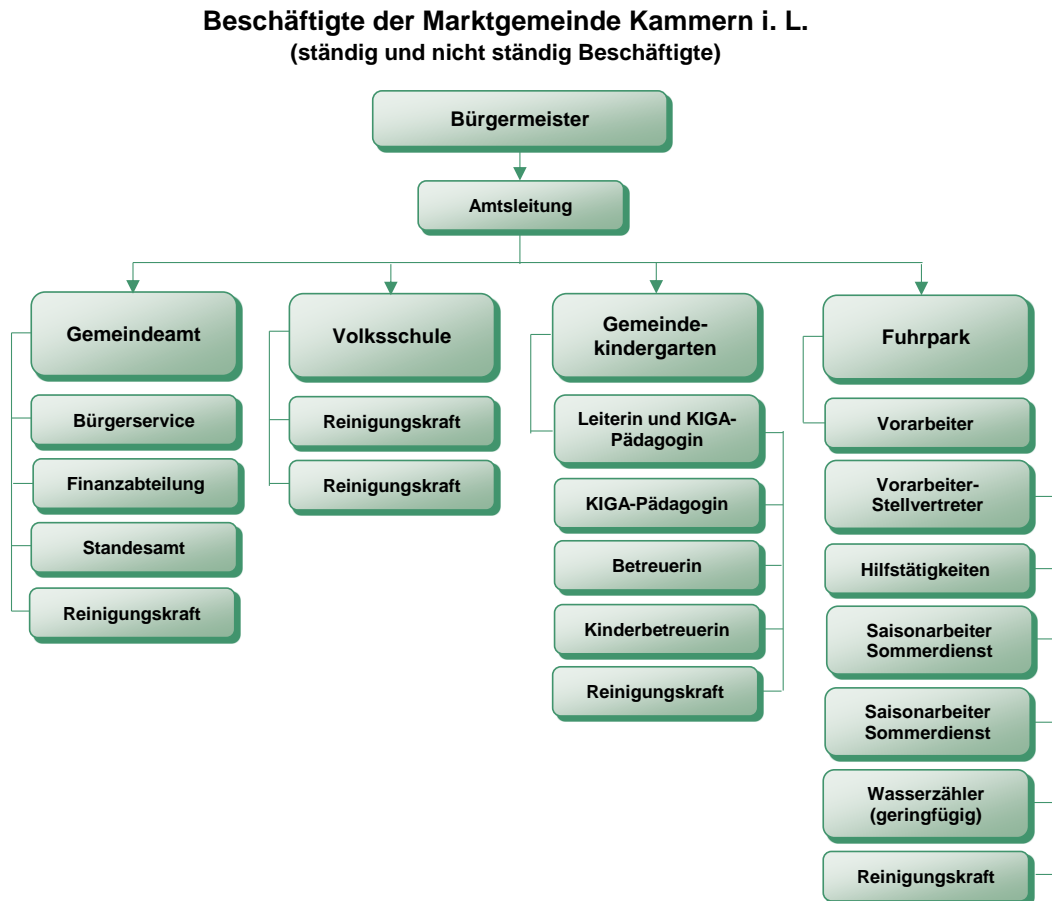 Beschäftigte der Marktgemeinde Kammern i. L.
(ständig und nicht ständig Beschäftigte)
Bürgermeister
Amtsleitung
Gemeindeamt
Bürgerservice
Finanzabteilung
Standesamt
Reinigungskraft
Volksschule
Reinigungskraft
Reinigungskraft
Gemeinde-
kindergarten
Leiterin und KIGA-
Pädagogin
KIGA-Pädagogin
Betreuerin
Kinderbetreuerin
Reinigungskraft
Fuhrpark
Vorarbeiter
Vorarbeiter-
Stellvertreter
Hilfstätigkeiten
Saisonarbeiter
Sommerdienst
Saisonarbeiter
Sommerdienst
Wasserzähler
(geringfügig)
Reinigungskraft